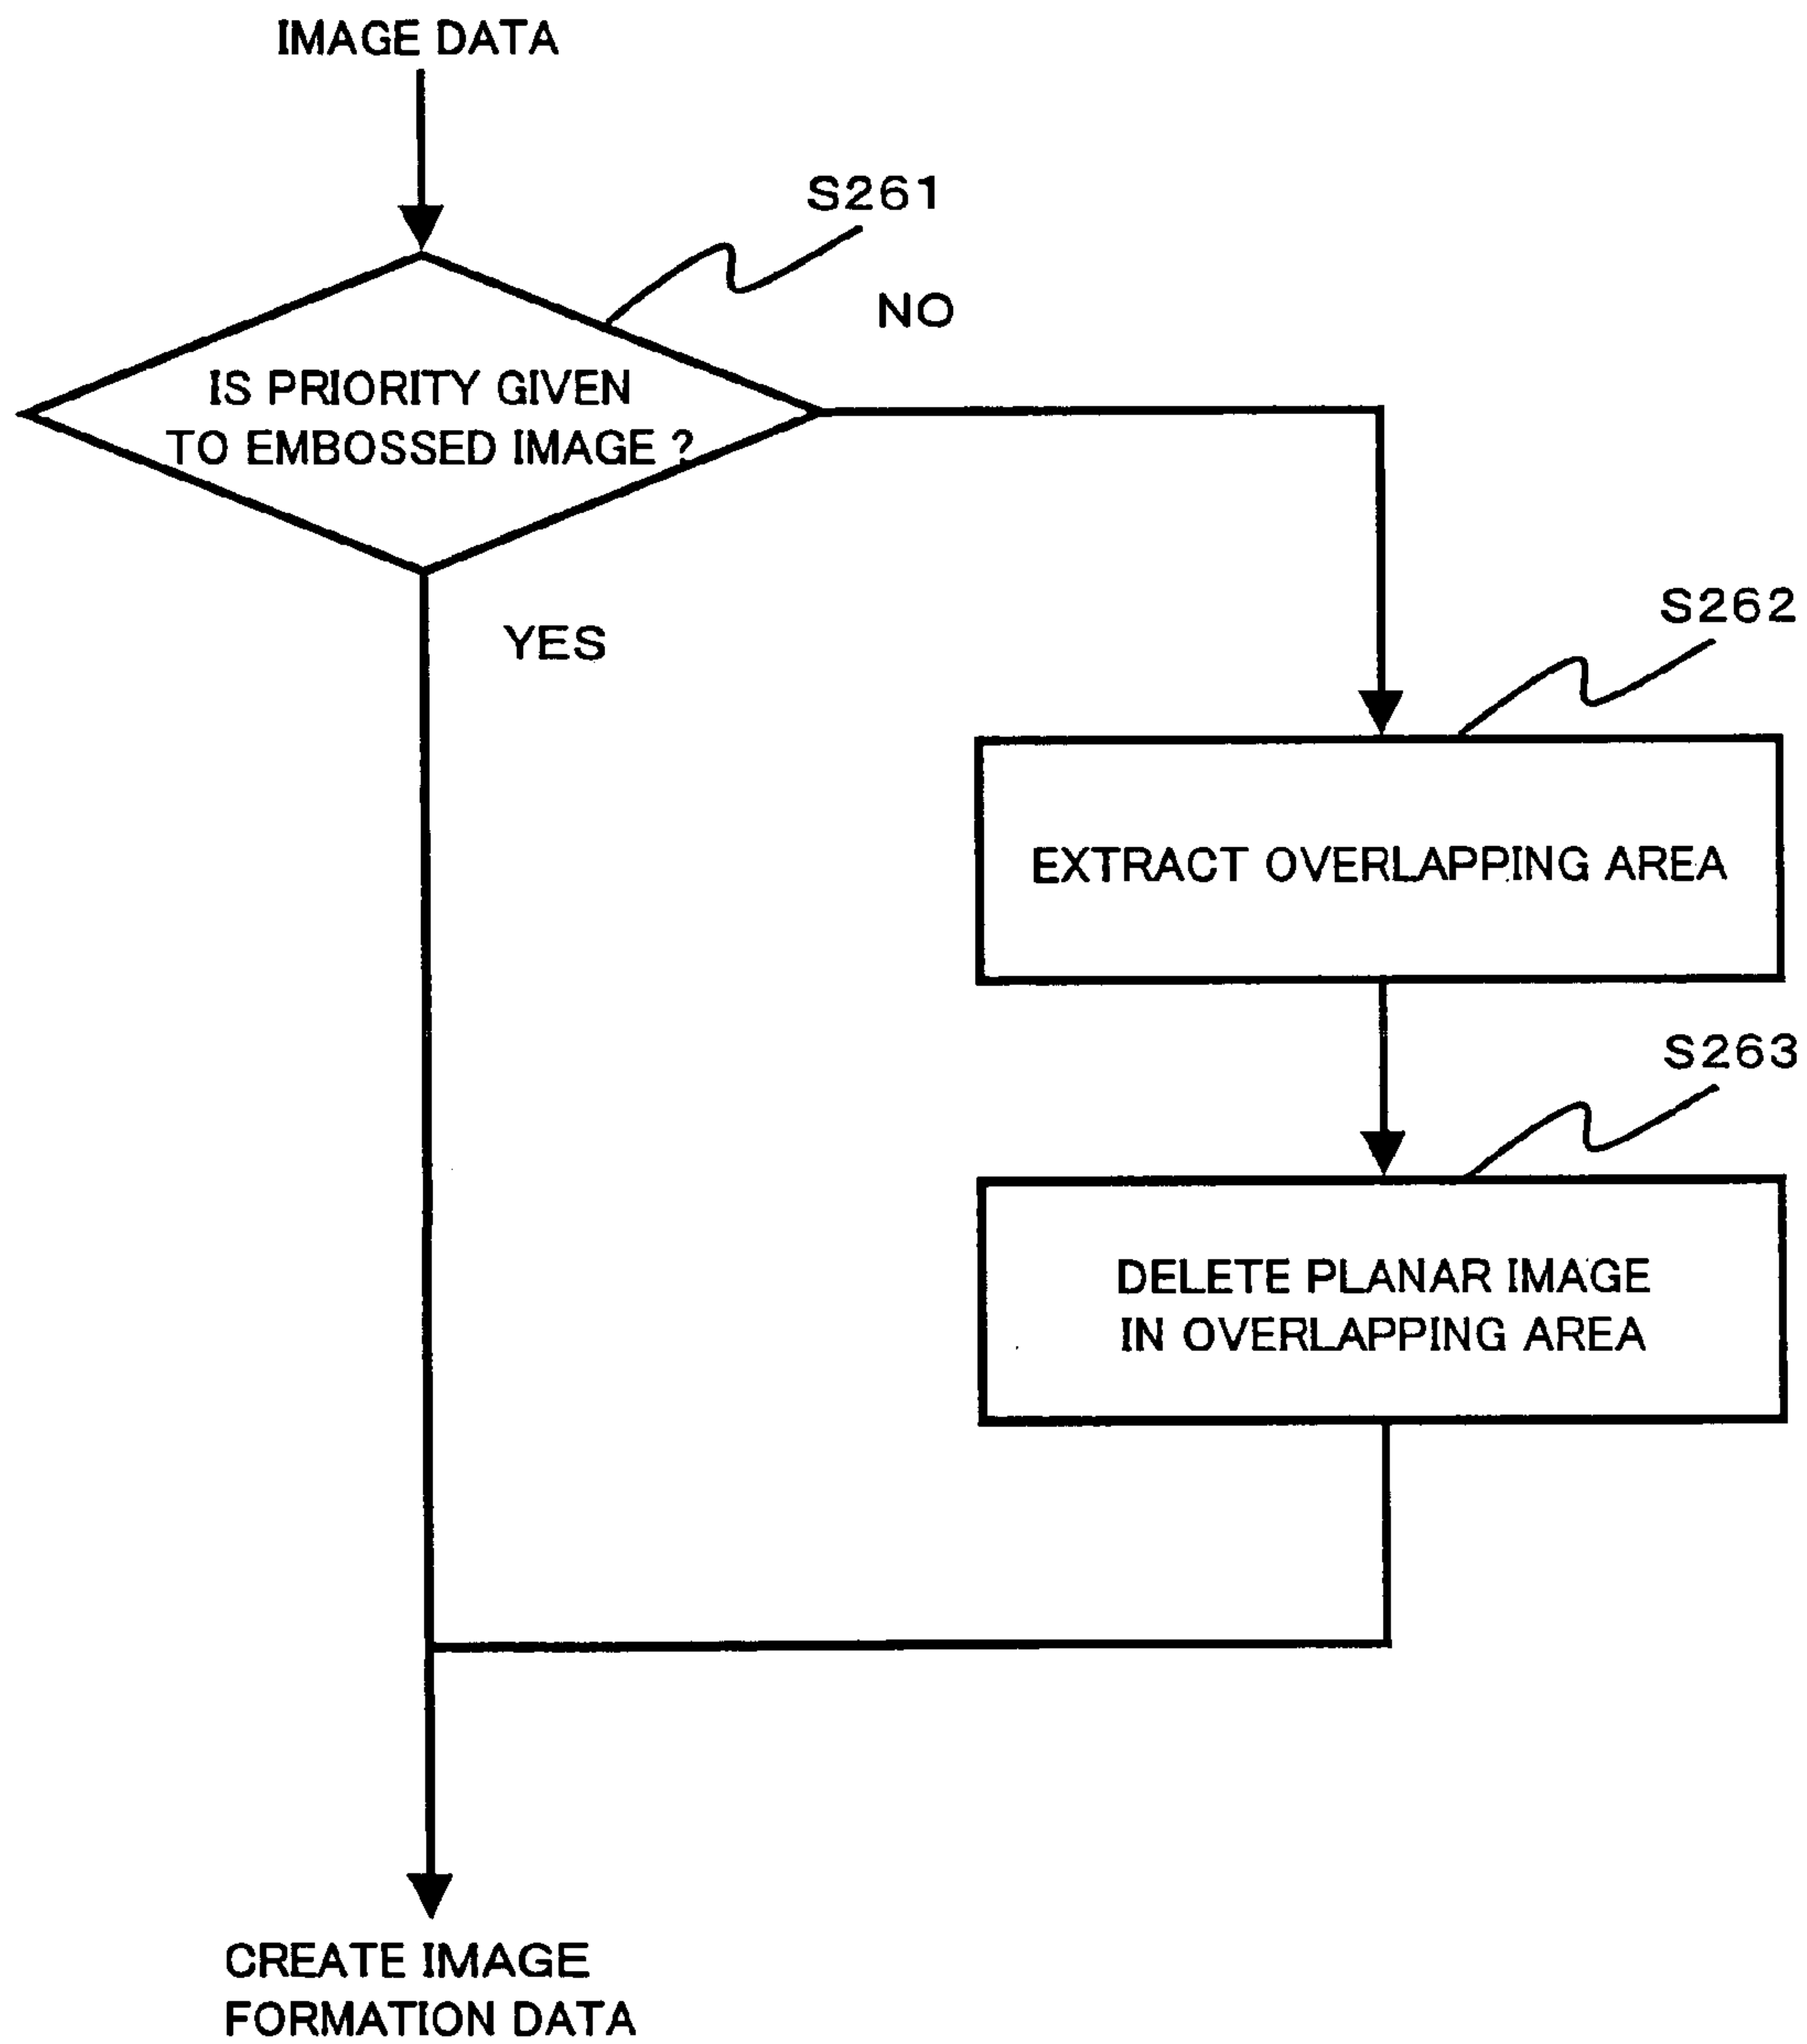 IMAGE DATA
S261
NO
IS PRIORITY GIVEN
TO EMBOSSED IMAGE ?
YES
S262
EXTRACT OVERLAPPING AREA
S263
DELETE PLANAR IMAGE
IN OVERLAPPING AREA
CREATE IMAGE
FORMATION DATA